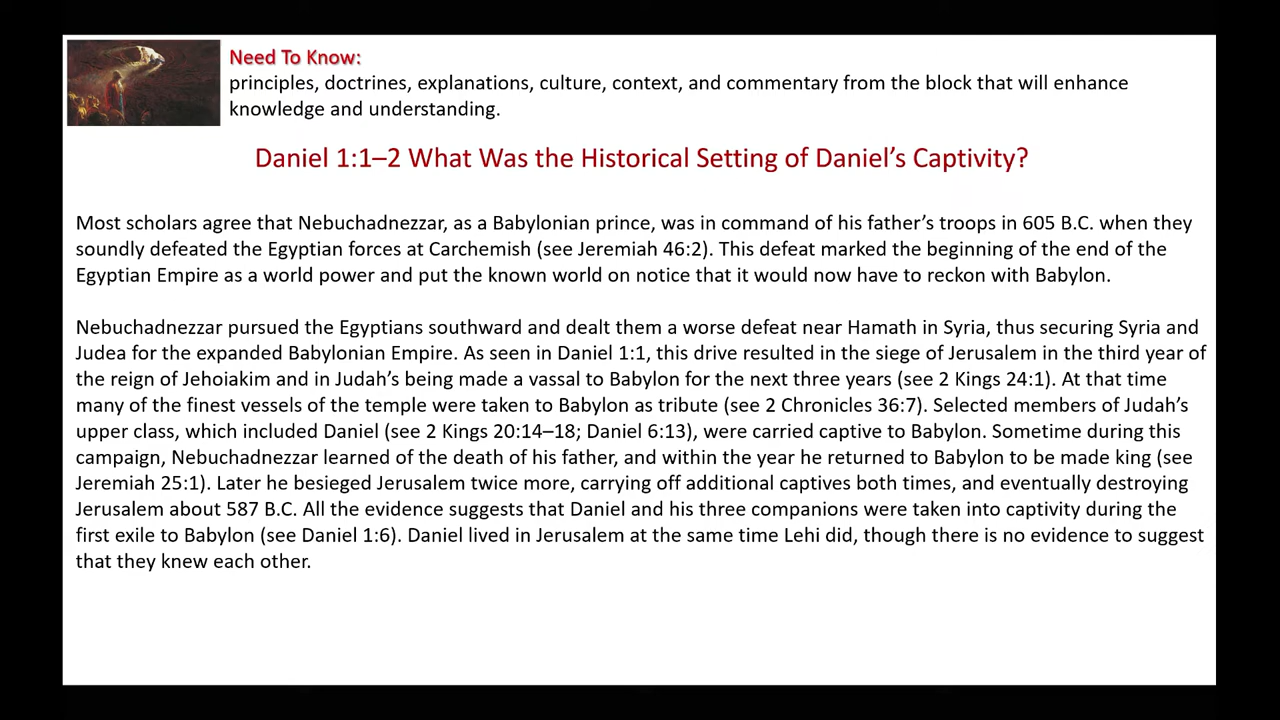 Need To Know:
principles, doctrines, explanations, culture, context, and commentary from the block that will enhance
knowledge and understanding.
Daniel 1:1–2 What Was the Historical Setting of Daniel’s Captivity?
Most scholars agree that Nebuchadnezzar, as a Babylonian prince, was in command of his father’s troops in 605 B.C. when they
soundly defeated the Egyptian forces at Carchemish (see Jeremiah 46:2). This defeat marked the beginning of the end of the
Egyptian Empire as a world power and put the known world on notice that it would now have to reckon with Babylon.
Nebuchadnezzar pursued the Egyptians southward and dealt them a worse defeat near Hamath in Syria, thus securing Syria and
Judea for the expanded Babylonian Empire. As seen in Daniel 1:1, this drive resulted in the siege of Jerusalem in the third year of
the reign of Jehoiakim and in Judah’s being made a vassal to Babylon for the next three years (see 2 Kings 24:1). At that time
many of the finest vessels of the temple were taken to Babylon as tribute (see 2 Chronicles 36:7). Selected members of Judah’s
upper class, which included Daniel (see 2 Kings 20:14–18; Daniel 6:13), were carried captive to Babylon. Sometime during this
campaign, Nebuchadnezzar learned of the death of his father, and within the year he returned to Babylon to be made king (see
Jeremiah 25:1). Later he besieged Jerusalem twice more, carrying off additional captives both times, and eventually destroying
Jerusalem about 587 B.C. All the evidence suggests that Daniel and his three companions were taken into captivity during the
first exile to Babylon (see Daniel 1:6). Daniel lived in Jerusalem at the same time Lehi did, though there is no evidence to suggest
that they knew each other.